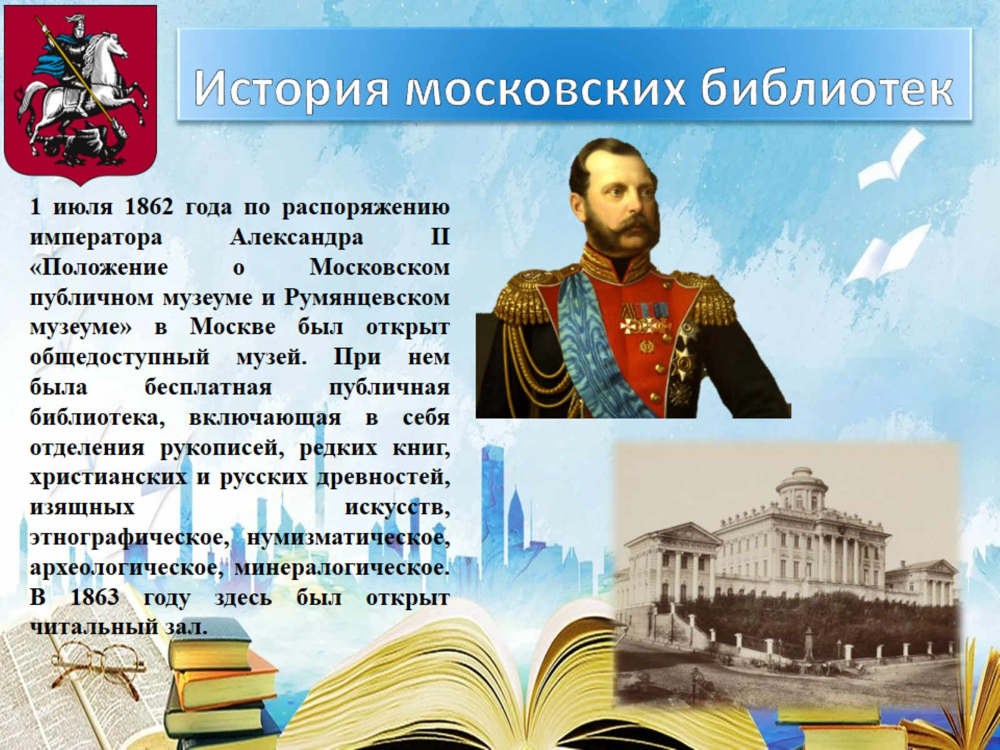 История московских библиотек
1 июля 1862 года по распоряжению
императора Александра II
«Положение о Московском
публичном музеуме и Румянцевском
музеуме» в Москве был открыт
общедоступный музей. При нем
была бесплатная публичная
библиотека, включающая в себя
отделения рукописей, редких книг,
христианских и русских древностей,
изящных искусств,
этнографическое, нумизматическое,
археологическое, минералогическое.
В 1863 году здесь был открыт
читальный зал.